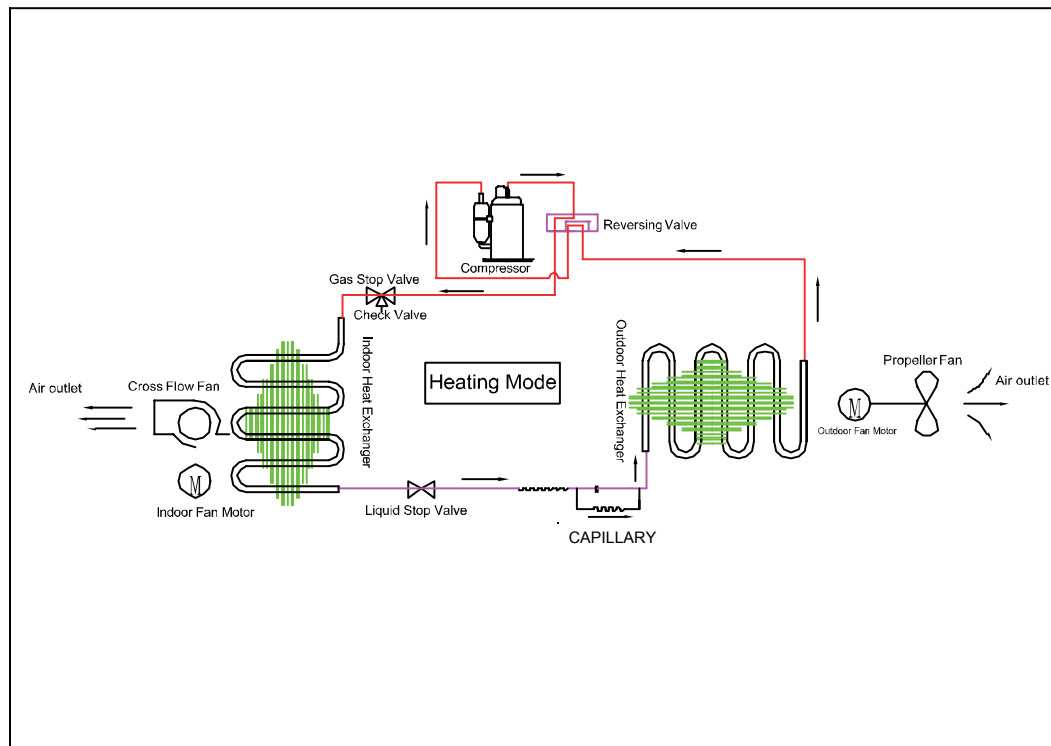 Reversing Valve
Compressor
Gas Stop Valve
Check Valve
Indoor Heat Exchanger
Outdoor Heat Exchanger
Heating Mode
Propeller Fan
Air outlet
Cross Flow Fan
Air outlet
M
Outdoor Fan Motor
M
Indoor Fan Motor
Liquid Stop Valve
CAPILLARY